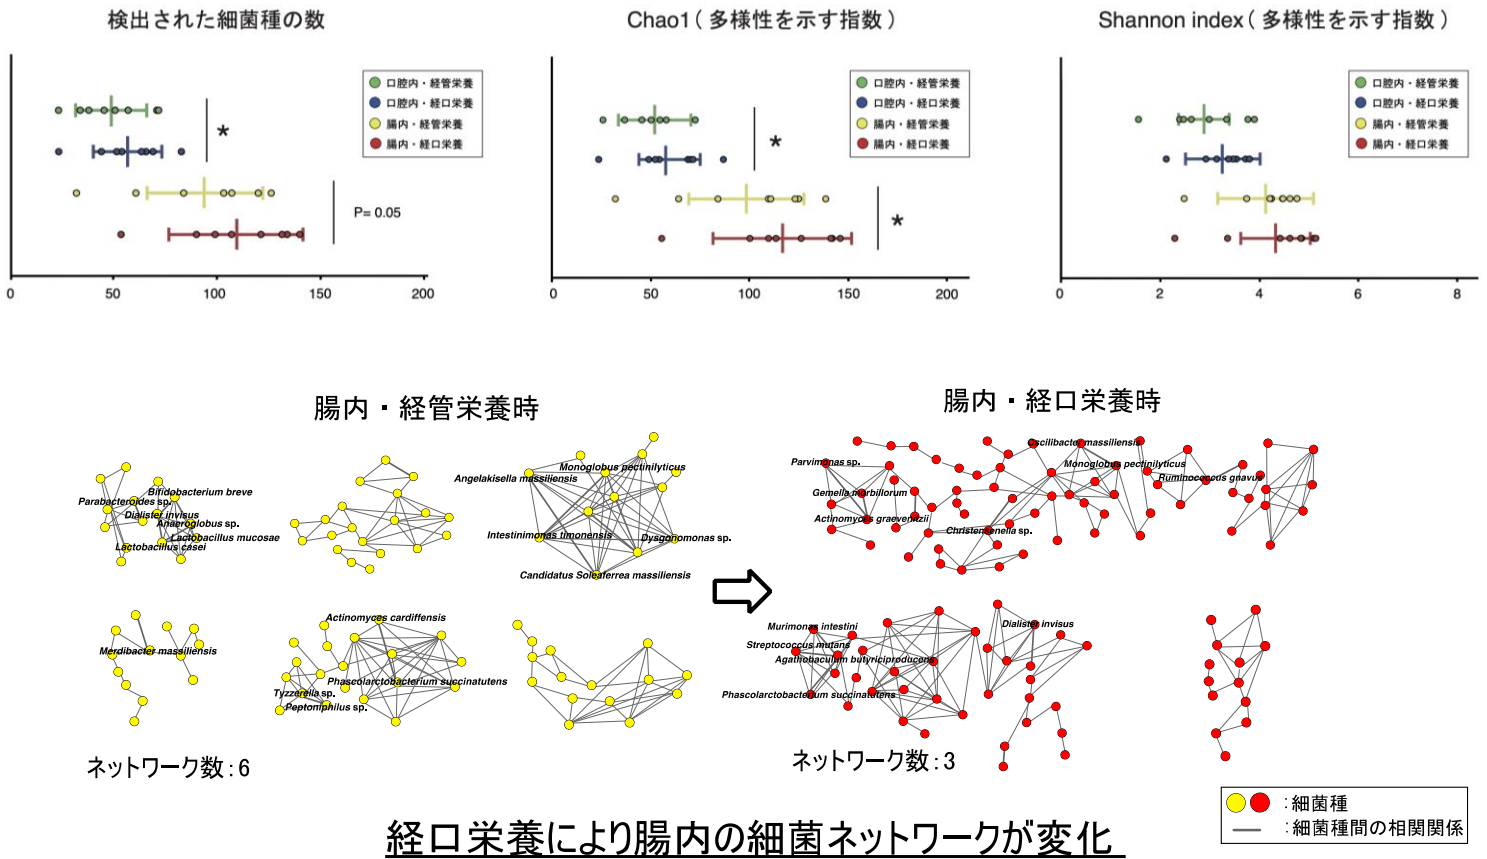 検出された細菌種の数
口腔内・経管栄養
口腔内・経口栄養
腸内・経管栄養
腸内・経口栄養
*
P= 0.05
0 50 100 150 200
Chao1 ( 多様性を示す指数 )
口腔内・経管栄養
口腔内・経口栄養
腸内・経管栄養
腸内・経口栄養
*
*
0 50 100 150 200
Shannon index ( 多様性を示す指数 )
口腔内・経管栄養
口腔内・経口栄養
腸内・経管栄養
腸内・経口栄養
0 2 4 6 8
腸内・経管栄養時
Bifidobacterium breve
Parabacteroides sp.
Dialister invisus
Anaeroglobus sp.
Lactobacillus mucosae
Lactobacillus casei
Monoglobus pectinilyticus
Angelakisella massiliensis
Intestinimonas timonensis
Dysgonomonas sp.
Candidatus Soleaferrea massiliensis
Merdibacter massiliensis
Actinomyces cardiffensis
Phascolarctobacterium succinatutens
Tyzzerella sp.
Peptoniphilus sp.
ネットワーク数：6
腸内・経口栄養時
Oscilibacter massiliensis
Parvimonas sp.
Monoglobus pectinilyticus
Ruminococcus gnavus
Gemella morbillorum
Actinomyces graevenitzii
Christensenella sp.
Murimonas intestini
Dialister invisus
Streptococcus mutans
Agathobaculum butyriciproducens
Phascolarctobacterium succinatutens
ネットワーク数：3
：細菌種
：細菌種間の相関関係
経口栄養により腸内の細菌ネットワークが変化